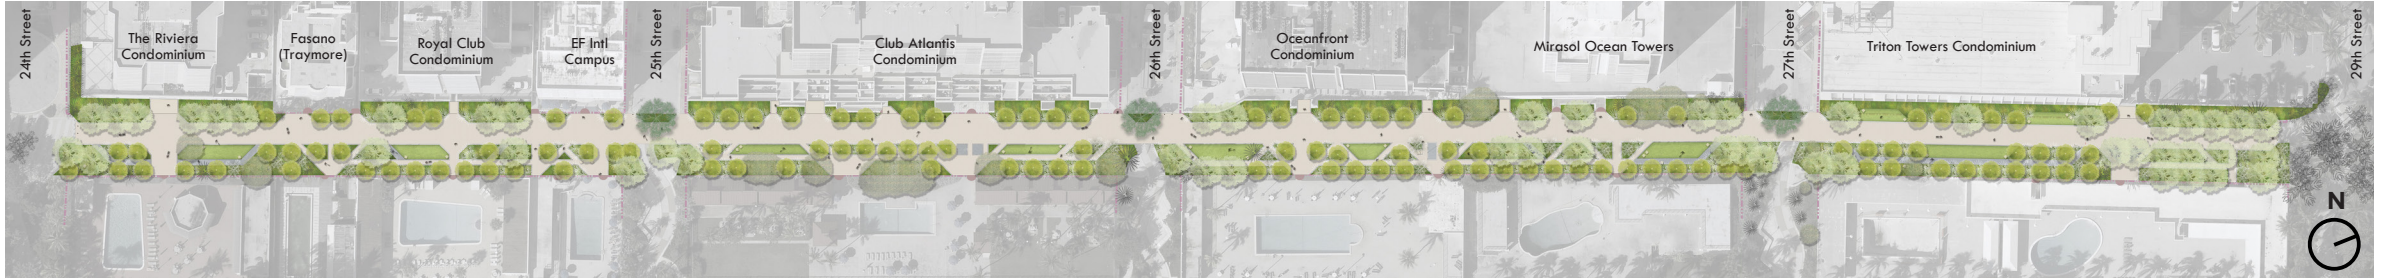 24th Street
The Riviera
Condominium
Fasano
(Traymore)
Royal Club
Condominium
EF Intl
Campus
25th Street
Club Atlantis
Condominium
26th Street
Oceanfront
Condominium
Mirasol Ocean Towers
27th Street
Triton Towers Condominium
29th Street
N